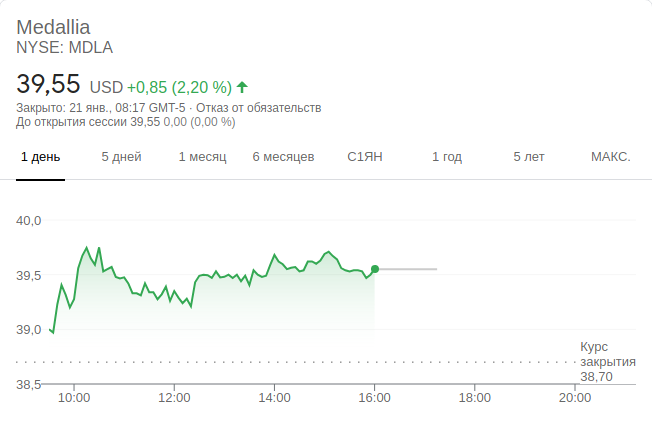 Medallia
NYSE: MDLA
39,55 USD +0,85 (2,20 %)
Закрыто: 21 янв., 08:17 GMT-5 · Отказ от обязательств
До открытия сессии 39,55 0,00 (0,00 %)
1 день 5 дней 1 месяц 6 месяцев С1ЯН 1 год 5 лет МАКС.
40,0
39,5
39,0
Курс
закрытия
38,70
38,5
10:00 12:00 14:00 16:00 18:00 20:00